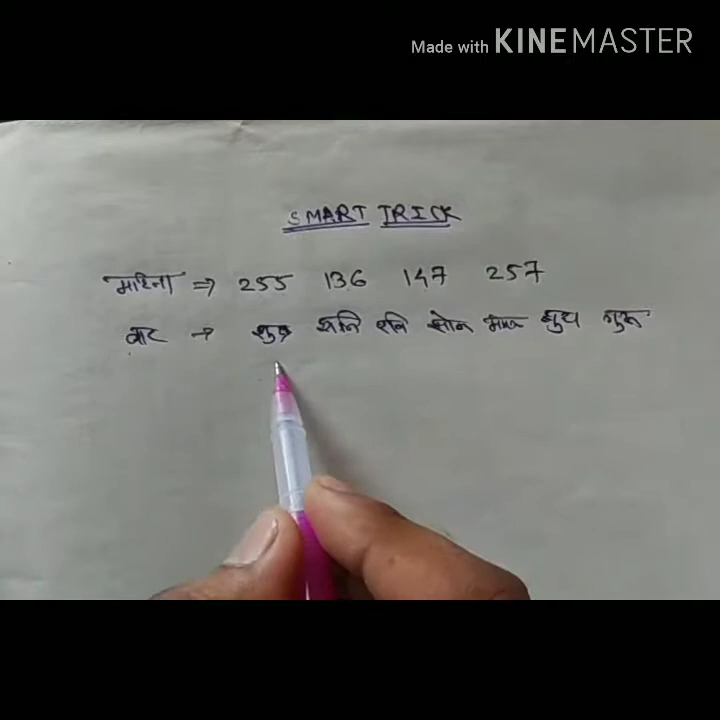 Made with KINEMASTER
SMART TRICK
महिना ⇒ 255 136 147 257
वार → शुक्र शनि रवि सोम मंगल बुध गुरू